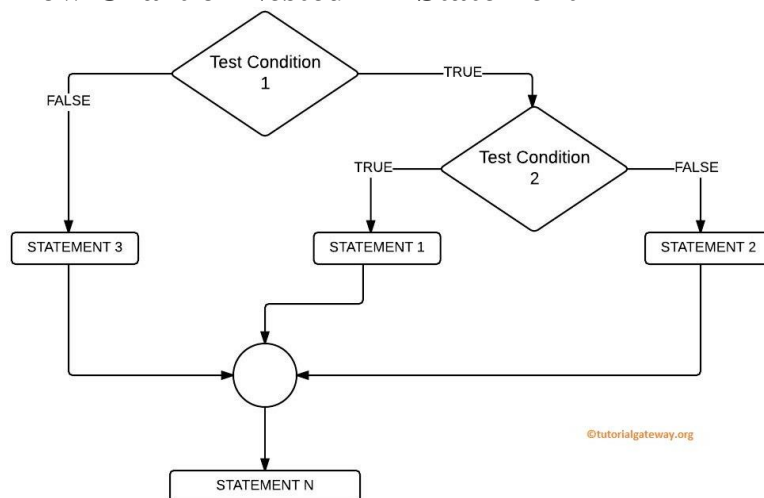 Test Condition
1
TRUE
FALSE
Test Condition
2
TRUE
FALSE
STATEMENT 3
STATEMENT 1
STATEMENT 2
©tutorialgateway.org
STATEMENT N